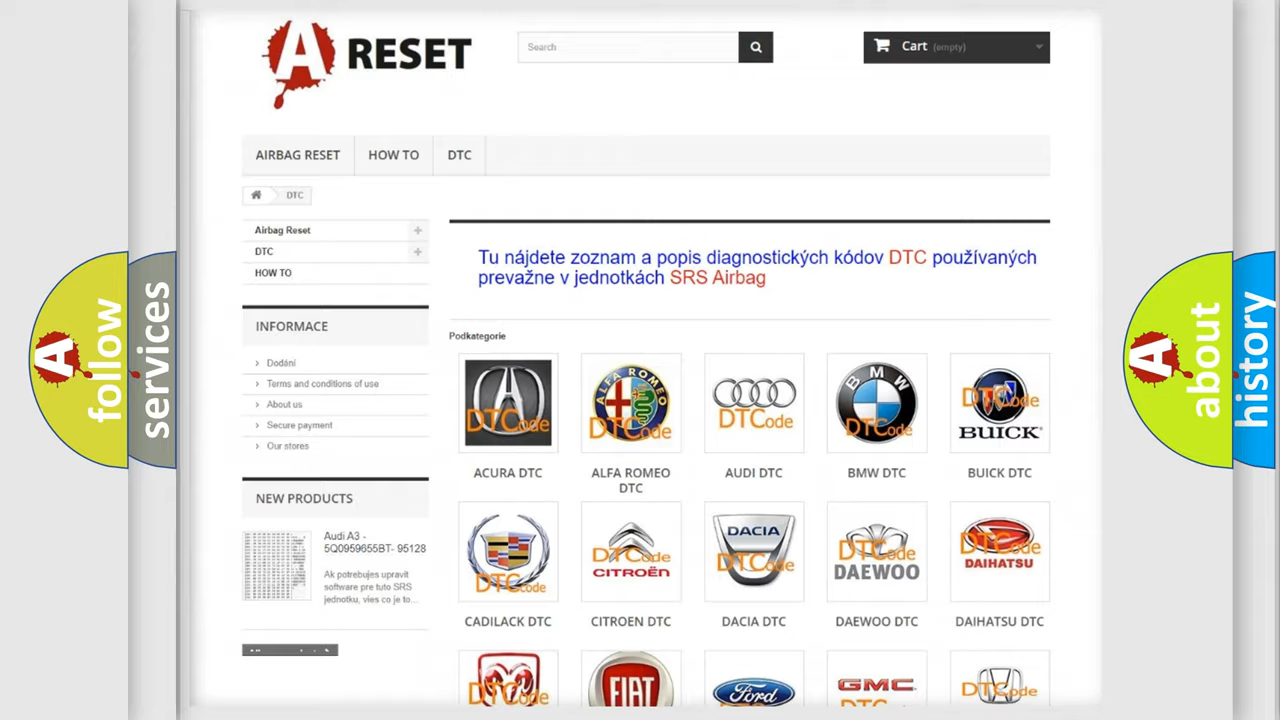 A RESET
Search
Cart (empty)
AIRBAG RESET
HOW TO
DTC
DTC
Airbag Reset
DTC
HOW TO
Tu nájdete zoznam a popis diagnostických kódov DTC používaných
prevažne v jednotkách SRS Airbag
INFORMACE
Dodání
Terms and conditions of use
About us
Secure payment
Our stores
NEW PRODUCTS
Audi A3 -
5Q0959655BT- 95128
Ak potrebujes upravit
software pre tuto SRS
jednotku, vies co je to...
Podkategorie
DTCode
ALFA ROMEO
DTCode
DTCode
BMW
DTCode
DTCode
BUICK
ACURA DTC
ALFA ROMEO
DTC
AUDI DTC
BMW DTC
BUICK DTC
DTCode
DTCode
CITROËN
DACIA
DTCode
DTCode
DAEWOO
DTCode
DAIHATSU
CADILACK DTC
CITROEN DTC
DACIA DTC
DAEWOO DTC
DAIHATSU DTC
DTCode
FIAT
Ford
GMC
DTCode
A follow
services
A about
history